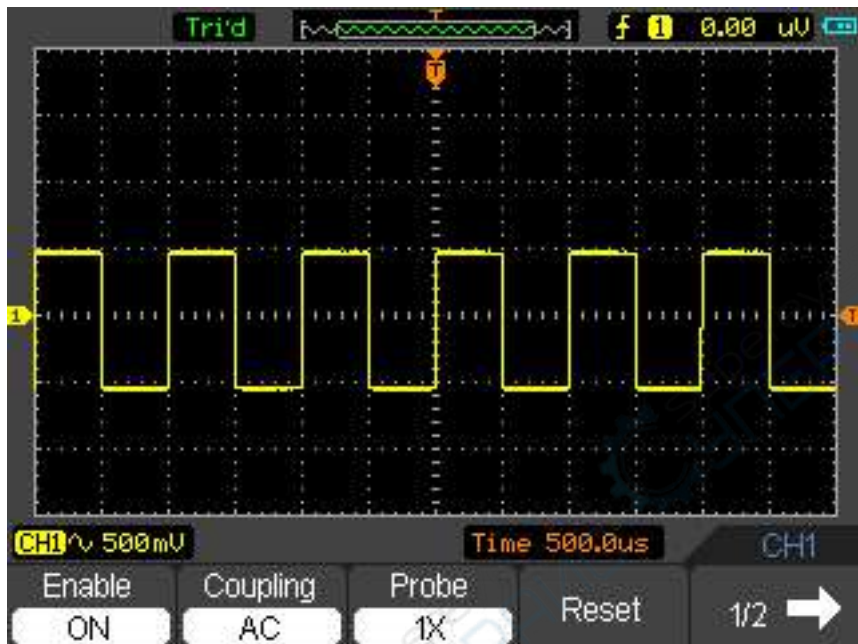 Tri'd T f 1 0.00 uV
T
1 T
CH1 500mV Time 500.0us CH1
Enable Coupling Probe Reset 1/2
ON AC 1X